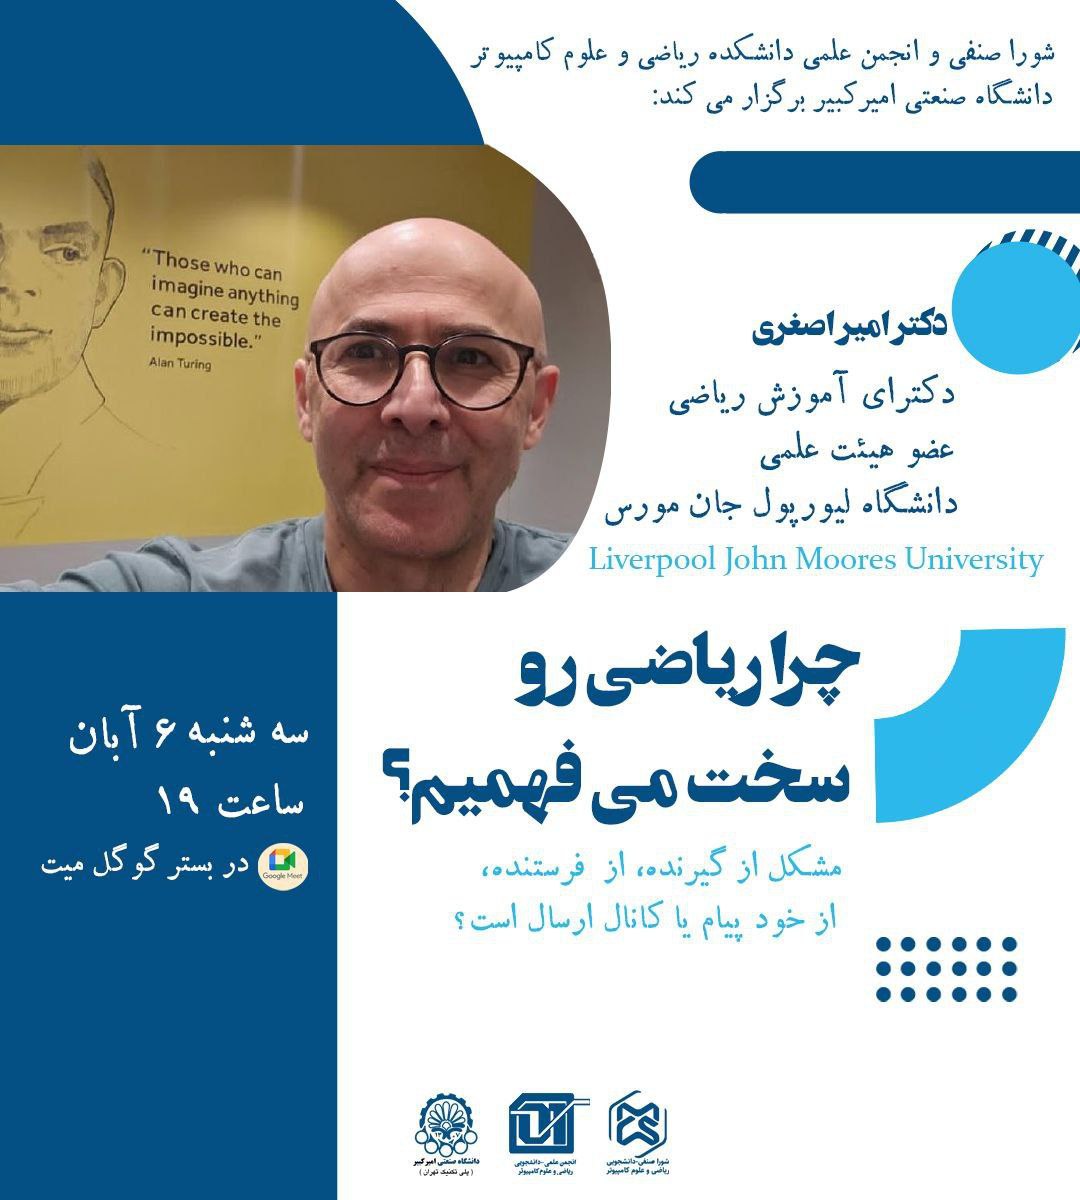 شورا صنفی و انجمن علمی دانشکده ریاضی و علوم کامپیوتر
دانشگاه صنعتی امیرکبیر برگزار می کند:
“Those who can
imagine anything
can create the
impossible.”
Alan Turing
دکتر امیر اصغری
دکترای آموزش ریاضی
عضو هیئت علمی
دانشگاه لیورپول جان مورس
Liverpool John Moores University
چرا ریاضی رو
سخت می فهمیم؟
مشکل از گیرنده، از فرستنده،
از خود پیام یا کانال ارسال است؟
سه شنبه ۶ آبان
ساعت ۱۹
در بستر گوگل میت
Google Meet
شورا صنفی-دانشجویی
ریاضی و علوم کامپیوتر
انجمن علمی-دانشجویی
ریاضی و علوم کامپیوتر
دانشگاه صنعتی امیرکبیر
(پلی تکنیک تهران)